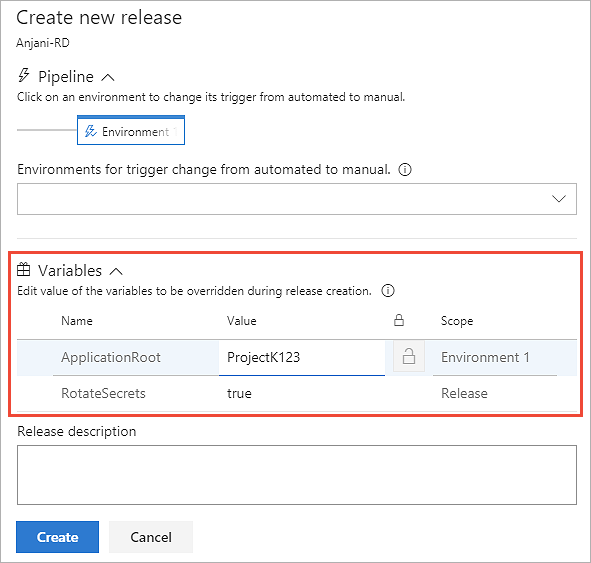 Create new release
Anjani-RD
Pipeline
Click on an environment to change its trigger from automated to manual.
Environment
Environments for trigger change from automated to manual.
Variables
Edit value of the variables to be overridden during release creation.
Name Value Scope
ApplicationRoot ProjectK123 Environment 1
RotateSecrets true Release
Release description
Create Cancel